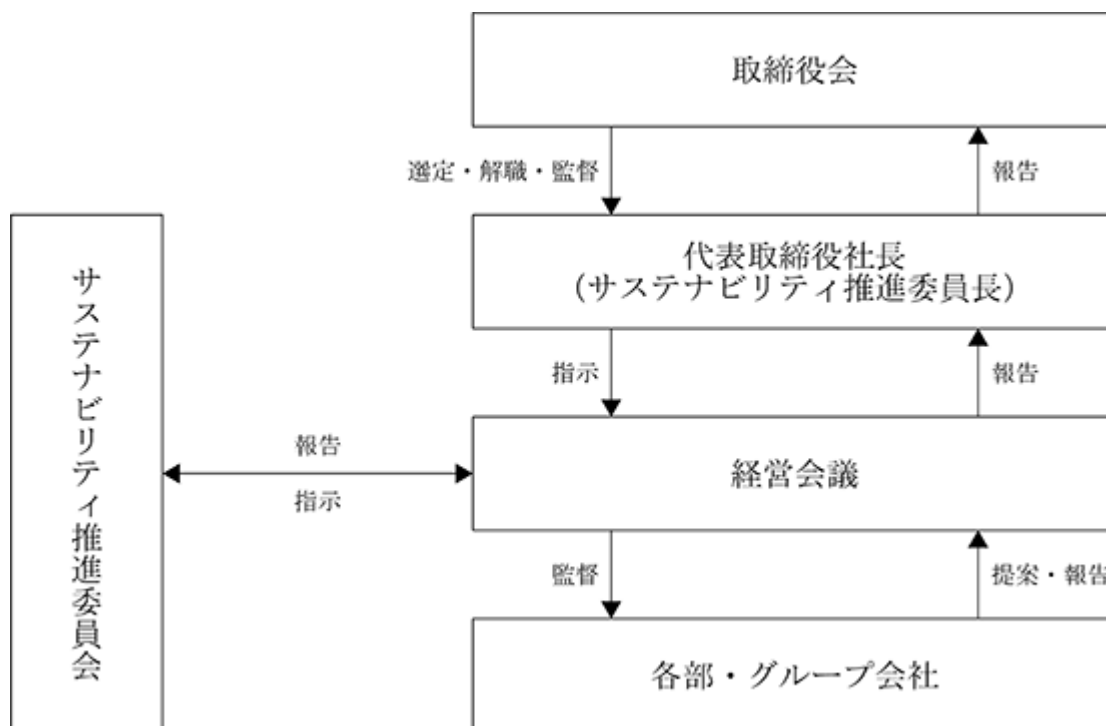 取締役会
選定・解職・監督
報告
代表取締役社長
（サステナビリティ推進委員長）
指示
報告
サステナビリティ推進委員会
報告
指示
経営会議
監督
提案・報告
各部・グループ会社